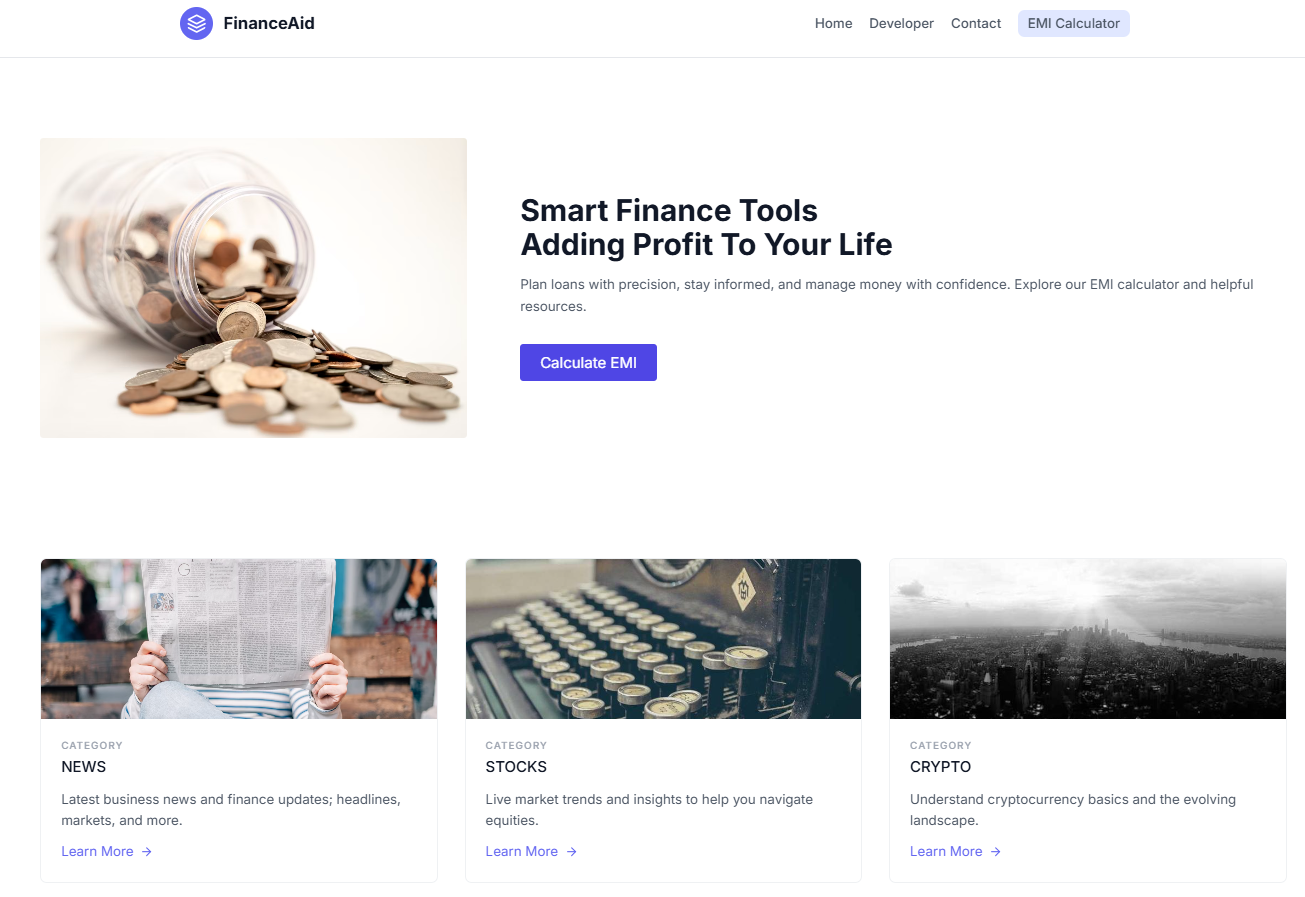 FinanceAid
Home
Developer
Contact
EMI Calculator
Smart Finance Tools
Adding Profit To Your Life
Plan loans with precision, stay informed, and manage money with confidence. Explore our EMI calculator and helpful
resources.
Calculate EMI
CATEGORY
NEWS
Latest business news and finance updates; headlines,
markets, and more.
Learn More →
CATEGORY
STOCKS
Live market trends and insights to help you navigate
equities.
Learn More →
CATEGORY
CRYPTO
Understand cryptocurrency basics and the evolving
landscape.
Learn More →